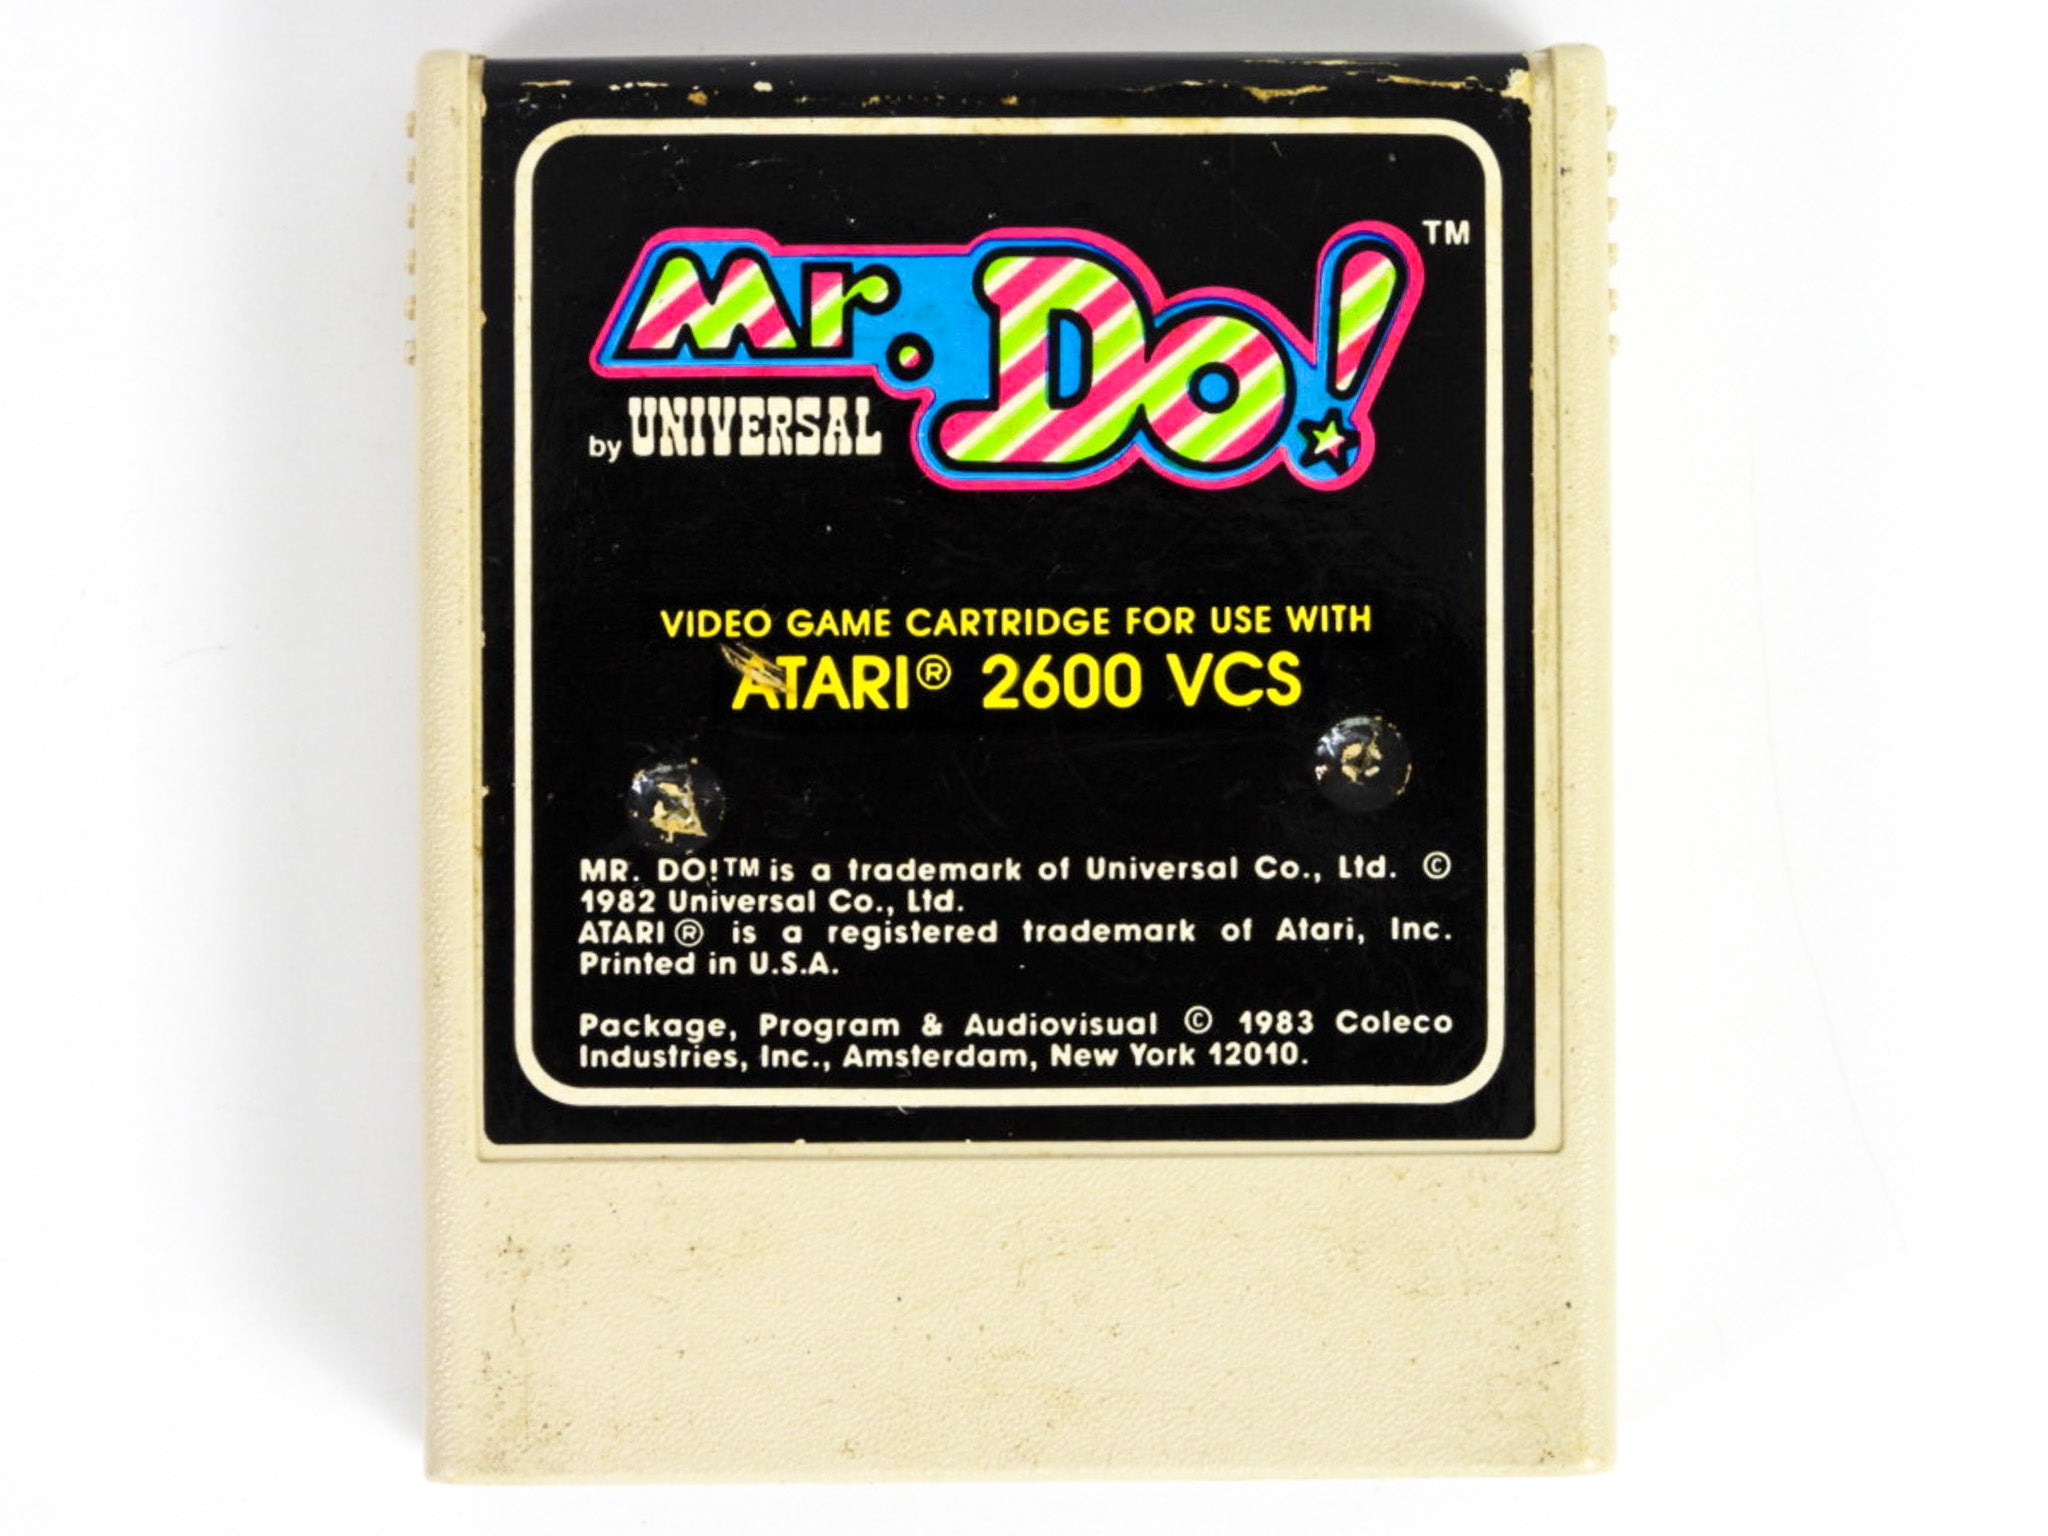 Mr. Do! TM
by UNIVERSAL
VIDEO GAME CARTRIDGE FOR USE WITH
ATARI® 2600 VCS
MR. DO!™ is a trademark of Universal Co., Ltd. ©
1982 Universal Co., Ltd.
ATARI® is a registered trademark of Atari, Inc.
Printed in U.S.A.
Package, Program & Audiovisual © 1983 Coleco
Industries, Inc., Amsterdam, New York 12010.